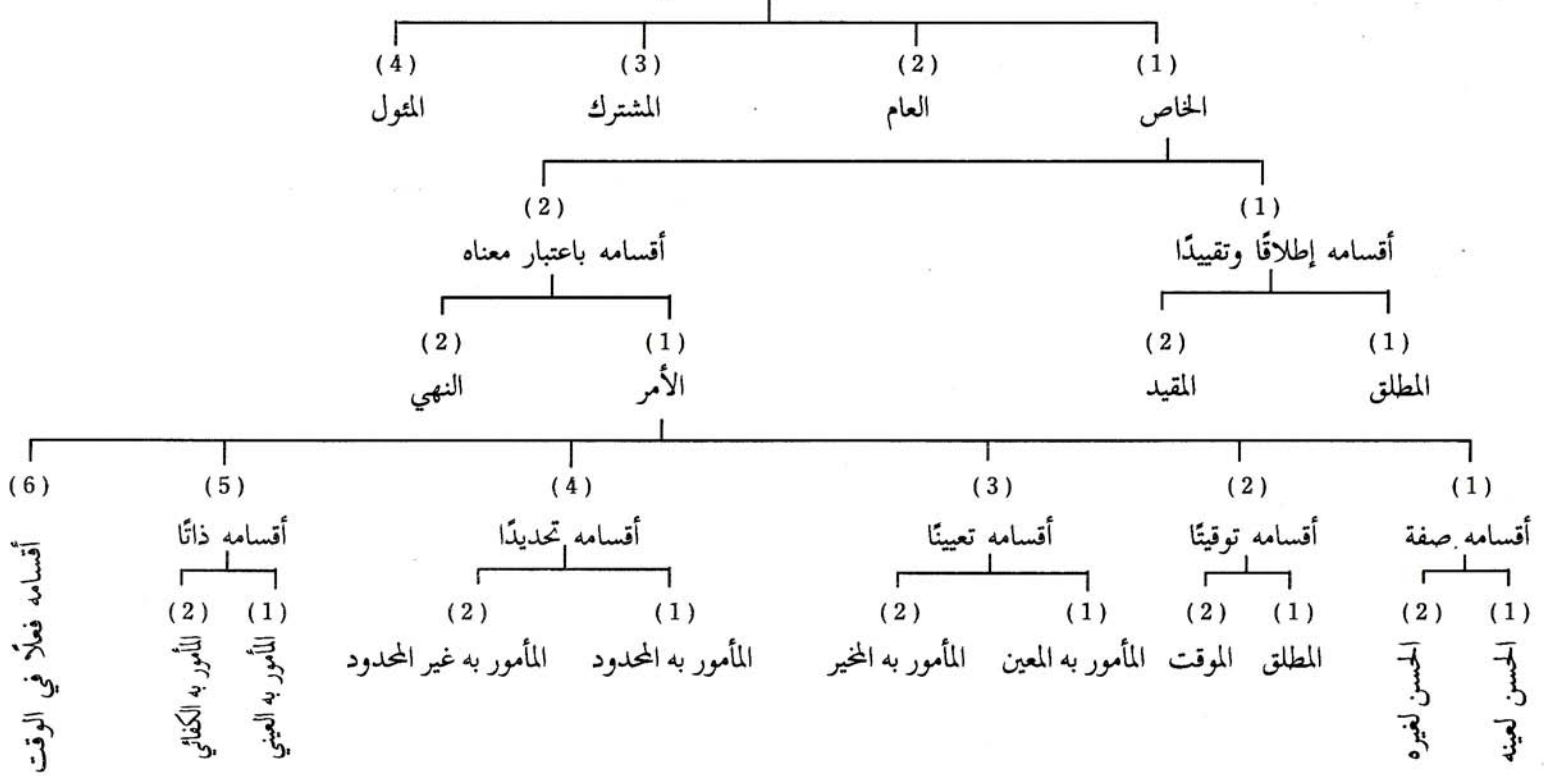 (1) (2) (3) (4)
الخاص العام المشترك المئول
(1) (2)
أقسامه إطلاقًا وتقييدًا أقسامه باعتبار معناه
(1) (2) (1) (2)
المطلق المقيد الأمر النهي
(1) (2) (3) (4) (5) (6)
أقسامه صفة أقسامه توقيتًا أقسامه تعيينًا أقسامه تحديدًا أقسامه ذاتًا أقسامه فعلًا في الوقت
(1) (2) (1) (2) (1) (2) (1) (2) (1) (2)
الحسن لعينه الحسن لغيره المطلق الموقت المأمور به المعين المأمور به المخير المأمور به المحدود المأمور به غير المحدود المأمور به العيني المأمور به الكفائي